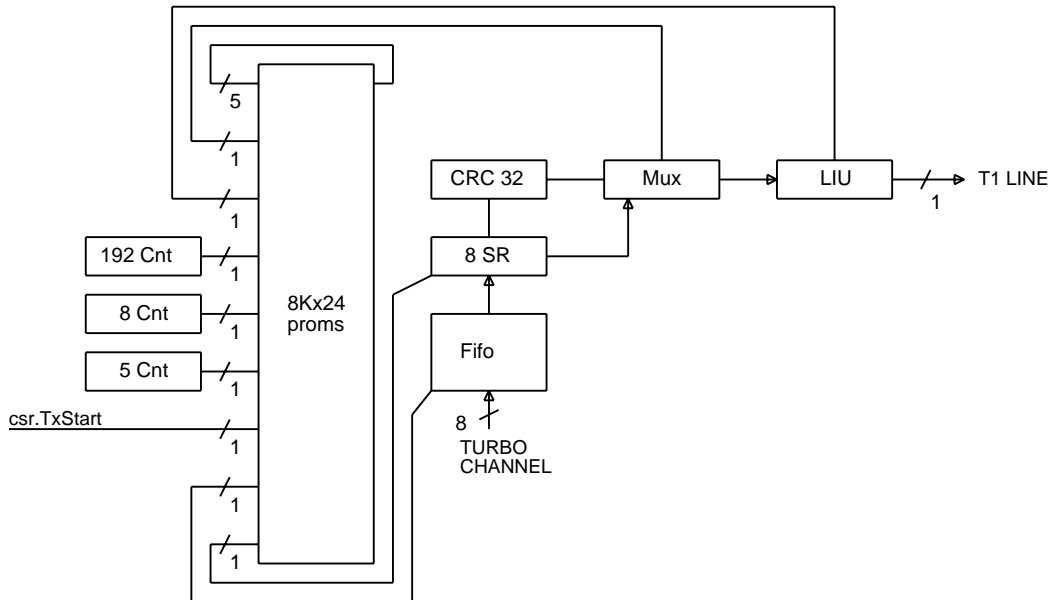 5
1
CRC 32
Mux
LIU
T1 LINE
1
1
192 Cnt
1
8 SR
8 Cnt
1
8Kx24
proms
Fifo
5 Cnt
1
csr.TxStart
1
8
TURBO
CHANNEL
1
1